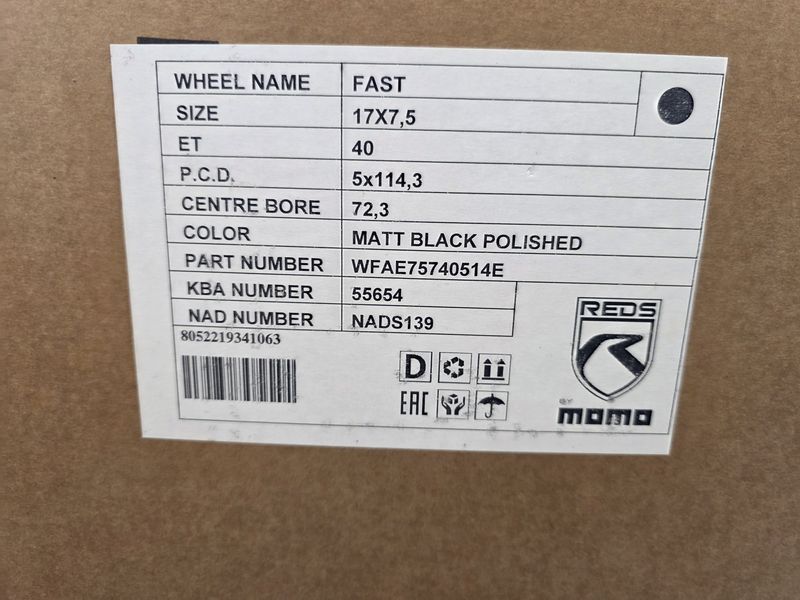 WHEEL NAME FAST
SIZE 17X7,5
ET 40
P.C.D. 5x114,3
CENTRE BORE 72,3
COLOR MATT BLACK POLISHED
PART NUMBER WFAE75740514E
KBA NUMBER 55654
NAD NUMBER NADS139
8052219341063
D
EAC
REDS
BY
momo